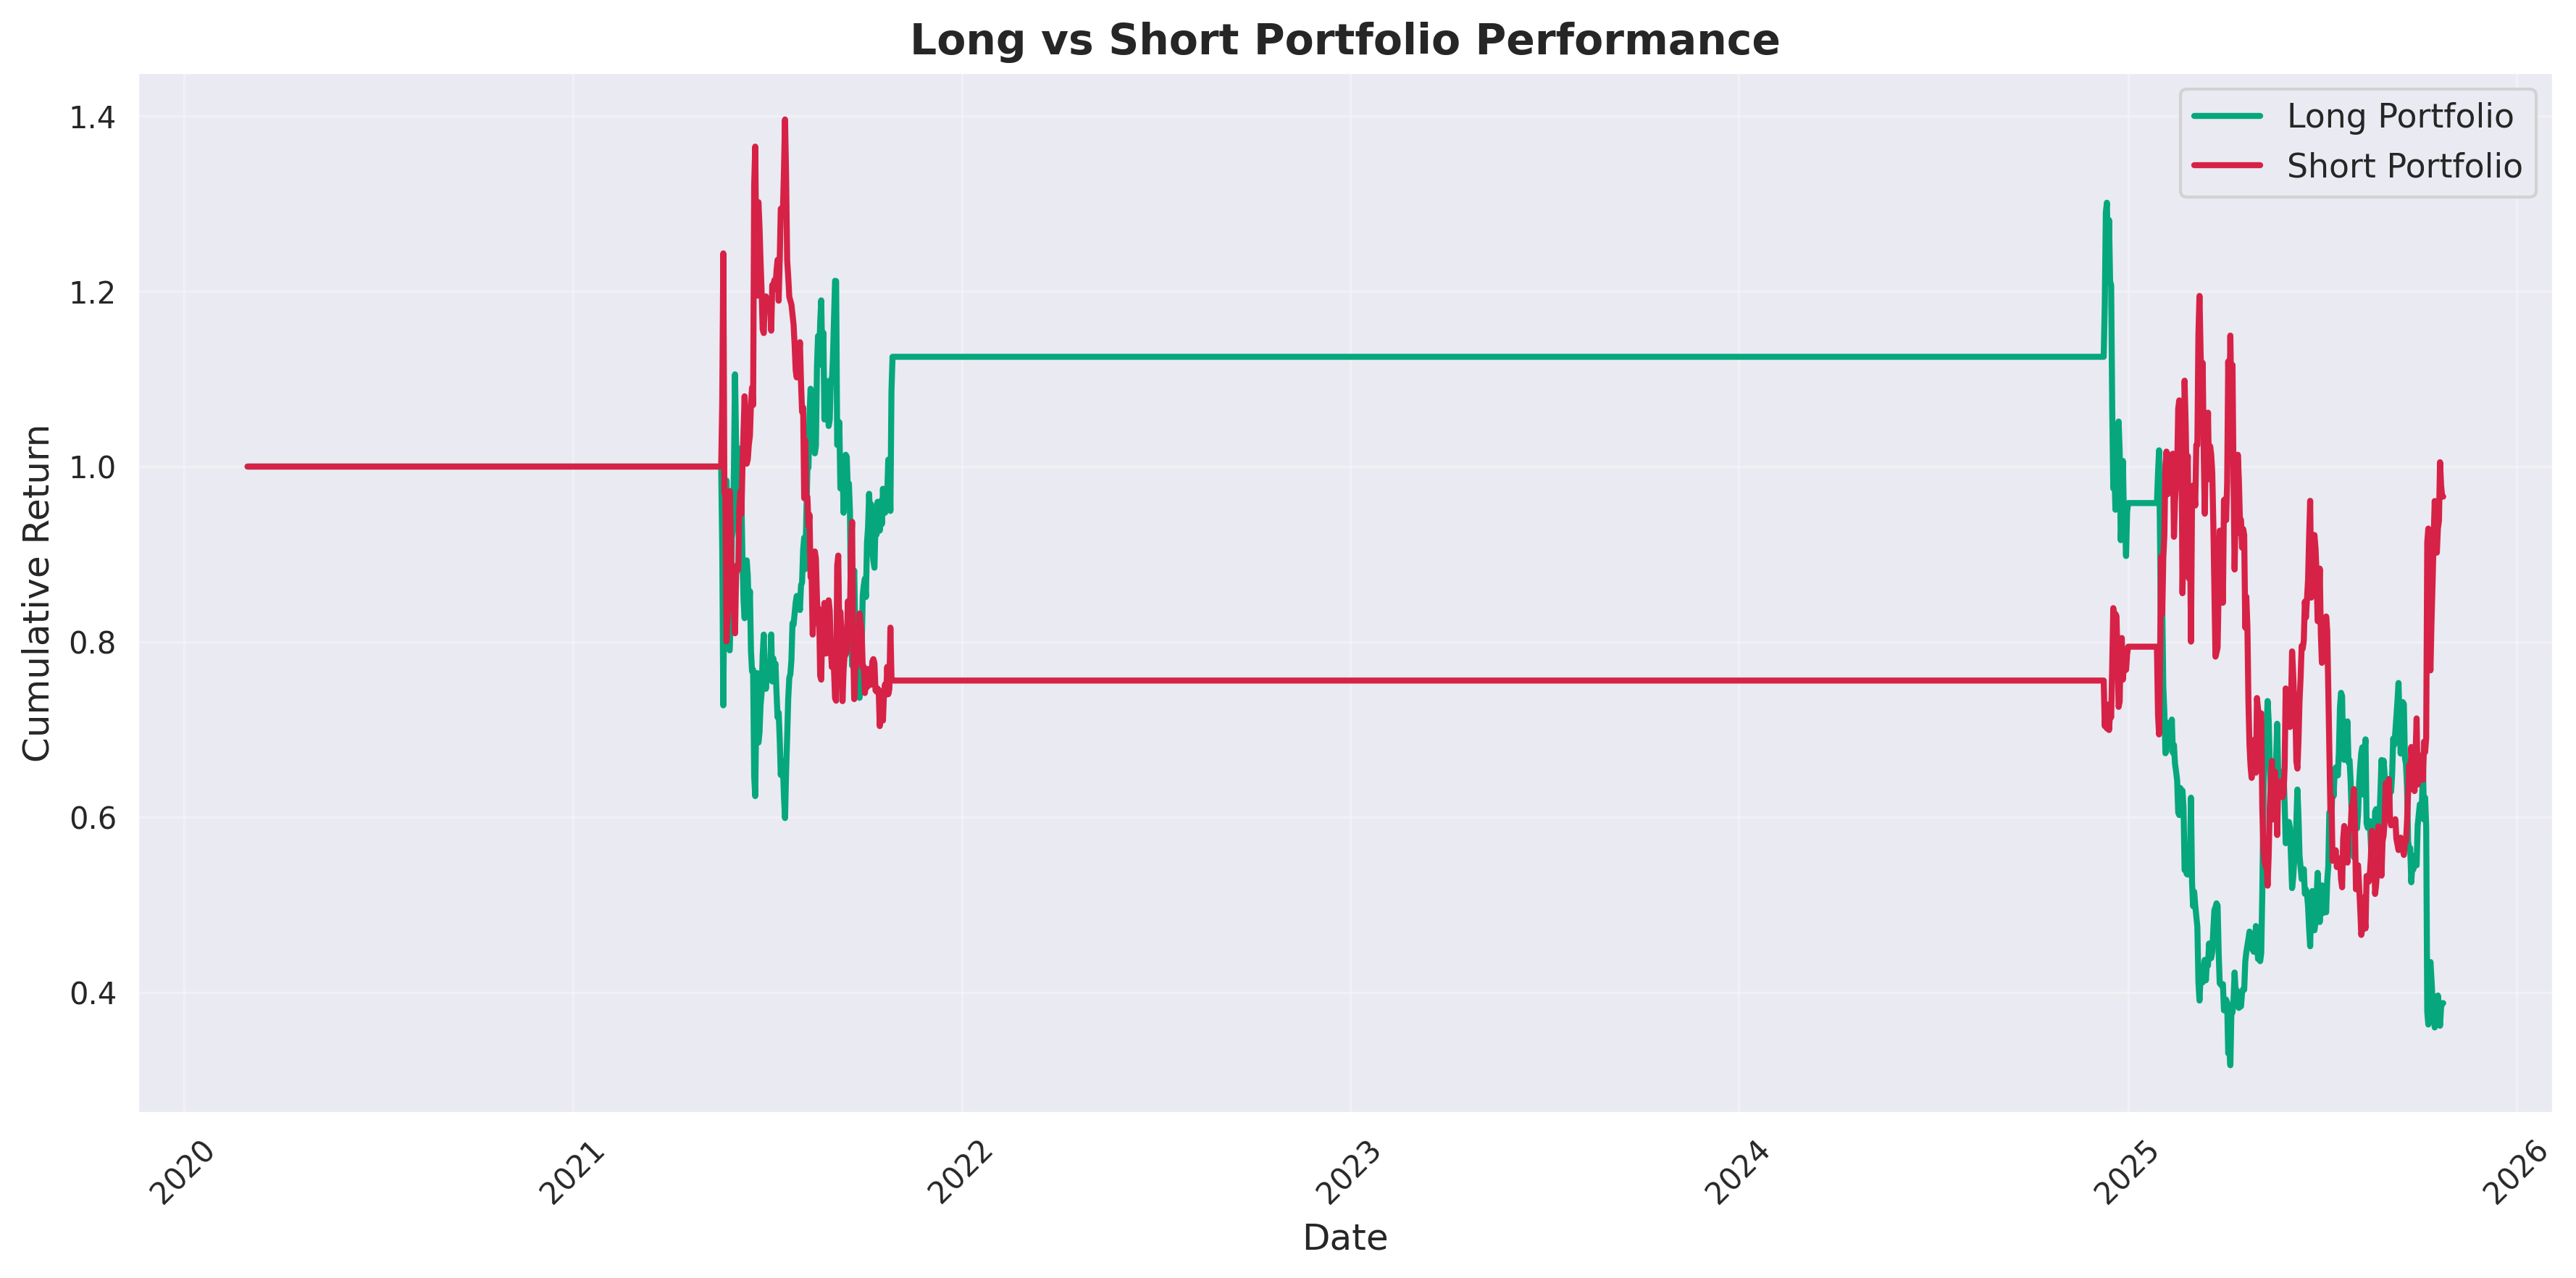 Long vs Short Portfolio Performance
Long Portfolio
Short Portfolio
Cumulative Return
1.4
1.2
1.0
0.8
0.6
0.4
2020
2021
2022
2023
2024
2025
2026
Date